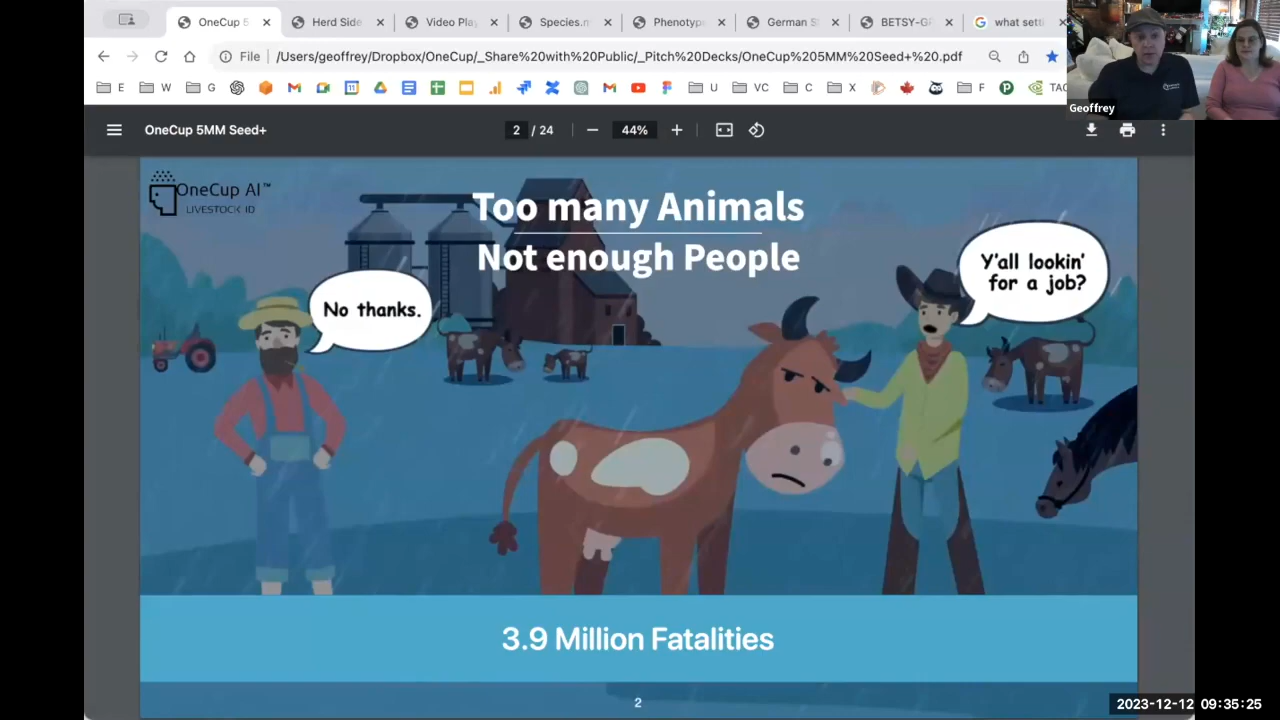 OneCup 5
Herd Side
Video Play
Species.m
Phenotype
German S
BETSY-GR
what sett
File
/Users/geoffrey/Dropbox/OneCup/_Share%20with%20Public/_Pitch%20Decks/OneCup%205MM%20Seed+%20.pdf
E
W
G
U
VC
C
X
F
TAC
Geoffrey
OneCup 5MM Seed+
2 / 24
44%
OneCup AI™
LIVESTOCK ID
Too many Animals
Not enough People
No thanks.
Y'all lookin'
for a job?
3.9 Million Fatalities
2
2023-12-12 09:35:25